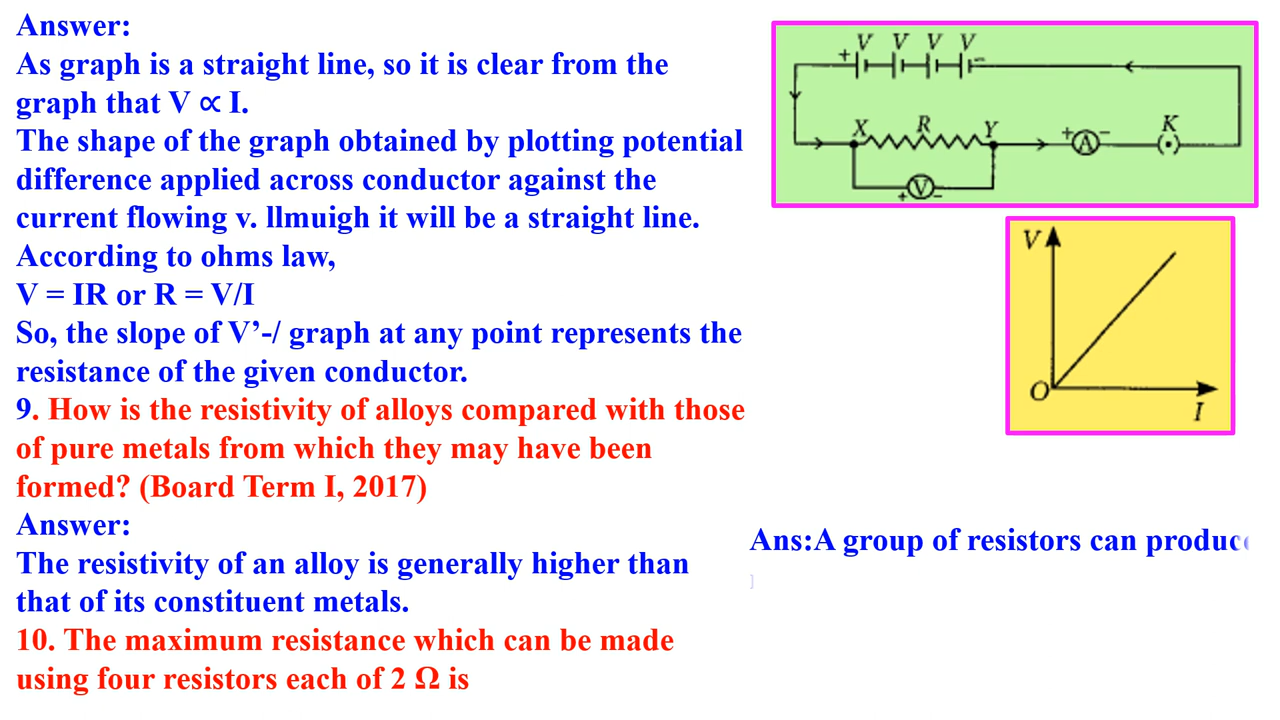 Answer:
As graph is a straight line, so it is clear from the
graph that V ∝ I.
The shape of the graph obtained by plotting potential
difference applied across conductor against the
current flowing v. llmuigh it will be a straight line.
According to ohms law,
V = IR or R = V/I
So, the slope of V’-/ graph at any point represents the
resistance of the given conductor.
9. How is the resistivity of alloys compared with those
of pure metals from which they may have been
formed? (Board Term I, 2017)
Answer:
The resistivity of an alloy is generally higher than
that of its constituent metals.
10. The maximum resistance which can be made
using four resistors each of 2 Ω is
+ V V V V −
X R Y + A − K
+ V −
V
O
I
Ans:A group of resistors can produce